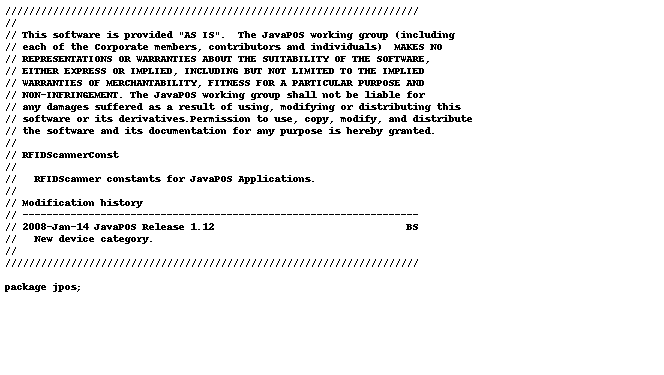 /////////////////////////////////////////////////////////////////////
//
// This software is provided "AS IS".  The JavaPOS working group (including
// each of the Corporate members, contributors and individuals)  MAKES NO
// REPRESENTATIONS OR WARRANTIES ABOUT THE SUITABILITY OF THE SOFTWARE,
// EITHER EXPRESS OR IMPLIED, INCLUDING BUT NOT LIMITED TO THE IMPLIED
// WARRANTIES OF MERCHANTABILITY, FITNESS FOR A PARTICULAR PURPOSE AND
// NON-INFRINGEMENT. The JavaPOS working group shall not be liable for
// any damages suffered as a result of using, modifying or distributing this
// software or its derivatives.Permission to use, copy, modify, and distribute
// the software and its documentation for any purpose is hereby granted.
//
// RFIDScannerConst
//
//   RFIDScanner constants for JavaPOS Applications.
//
// Modification history
// ------------------------------------------------------------------
// 2008-Jan-14 JavaPOS Release 1.12                                BS
//   New device category.
//
/////////////////////////////////////////////////////////////////////

package jpos;